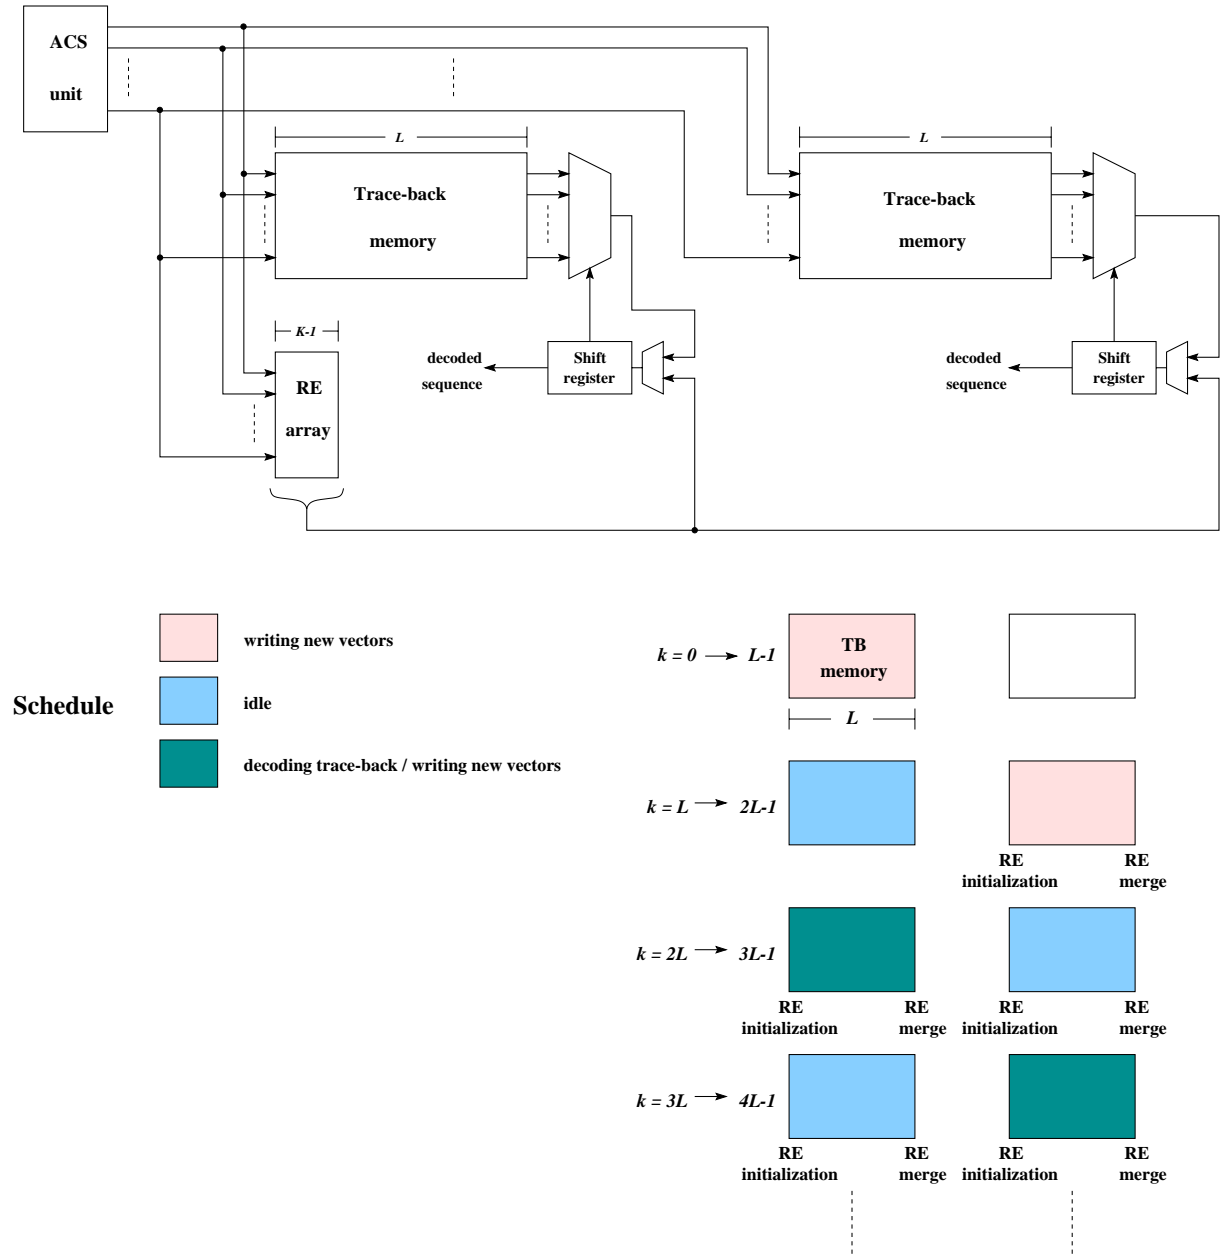 ACS
unit
L
L
Trace-back
memory
Trace-back
memory
K-1
RE
array
decoded
sequence
Shift
register
decoded
sequence
Shift
register
Schedule
writing new vectors
idle
decoding trace-back / writing new vectors
k = 0 → L-1
TB
memory
L
k = L → 2L-1
RE
initialization
RE
merge
k = 2L → 3L-1
RE
initialization
RE
merge
RE
initialization
RE
merge
k = 3L → 4L-1
RE
initialization
RE
merge
RE
initialization
RE
merge